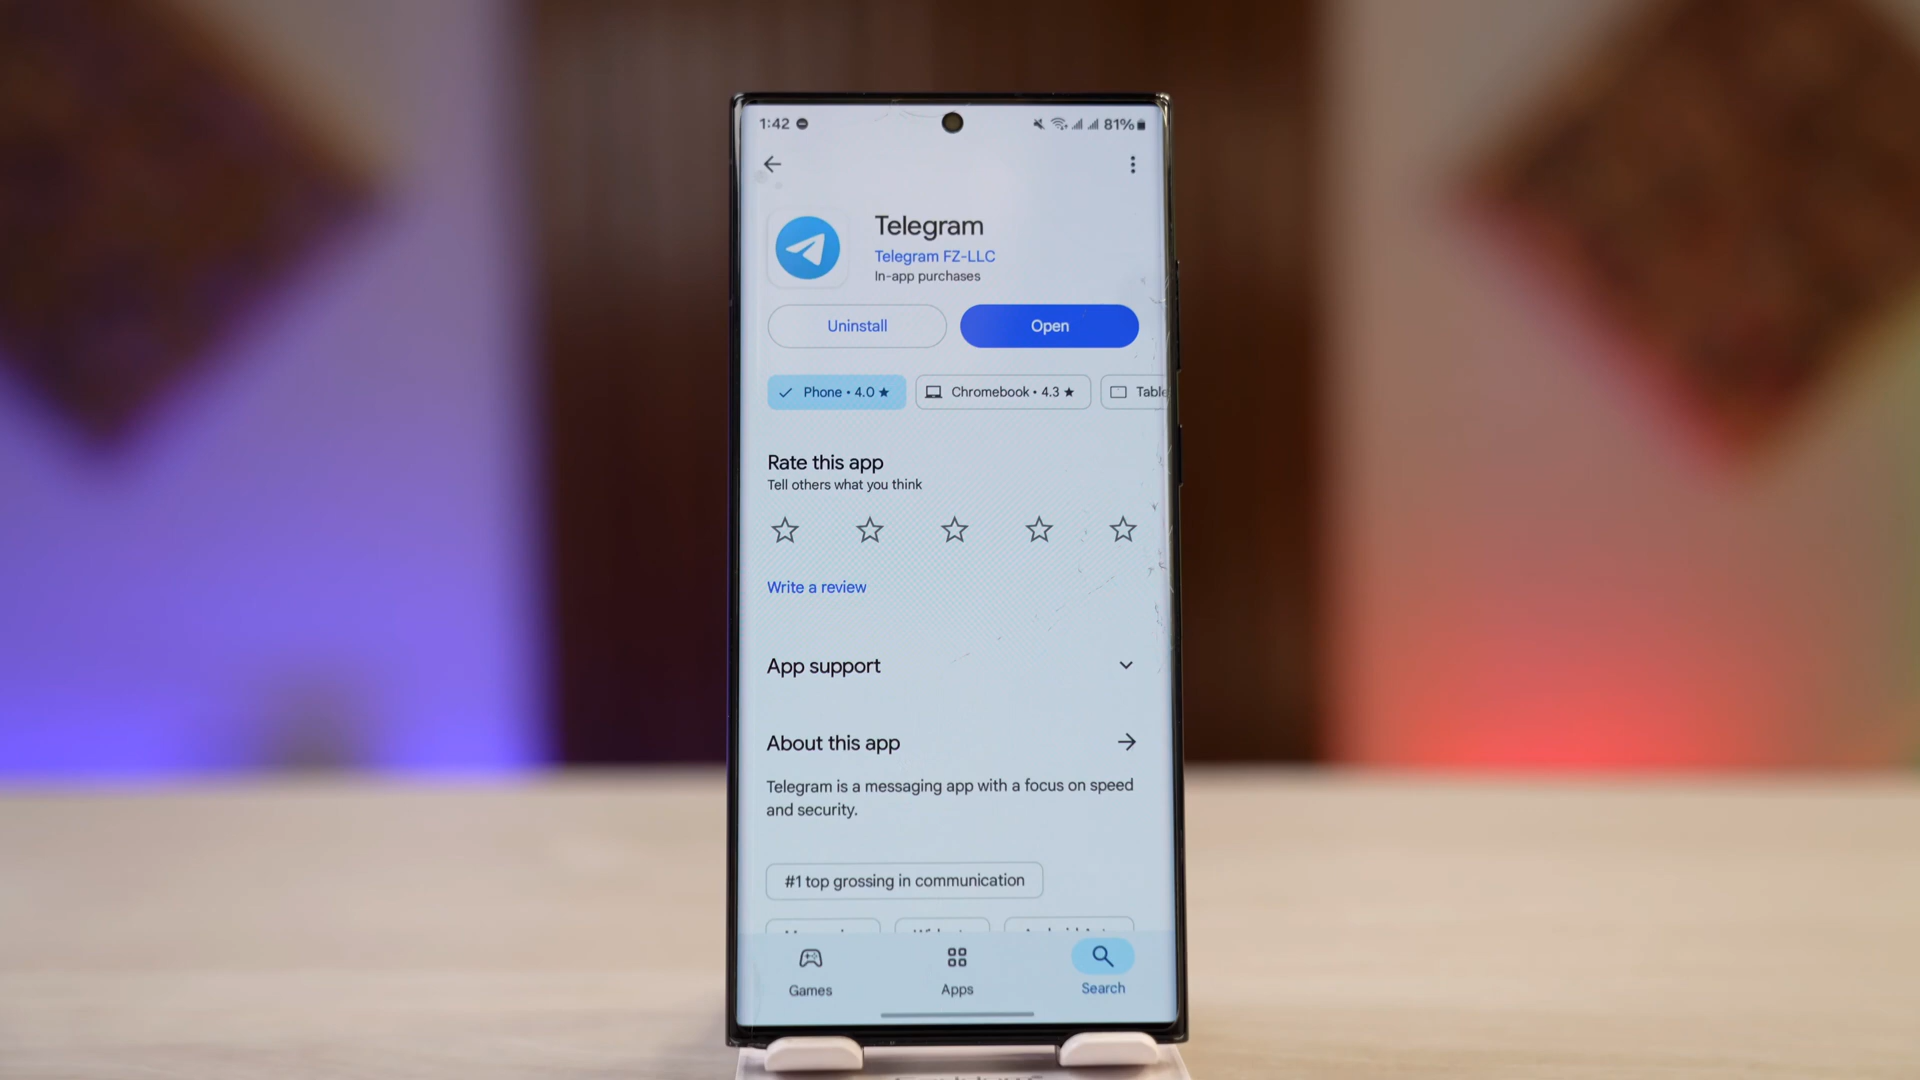 1:42
81%
Telegram
Telegram FZ-LLC
In-app purchases
Uninstall
Open
Phone • 4.0 ★
Chromebook • 4.3 ★
Table
Rate this app
Tell others what you think
Write a review
App support
About this app
Telegram is a messaging app with a focus on speed
and security.
#1 top grossing in communication
Games
Apps
Search